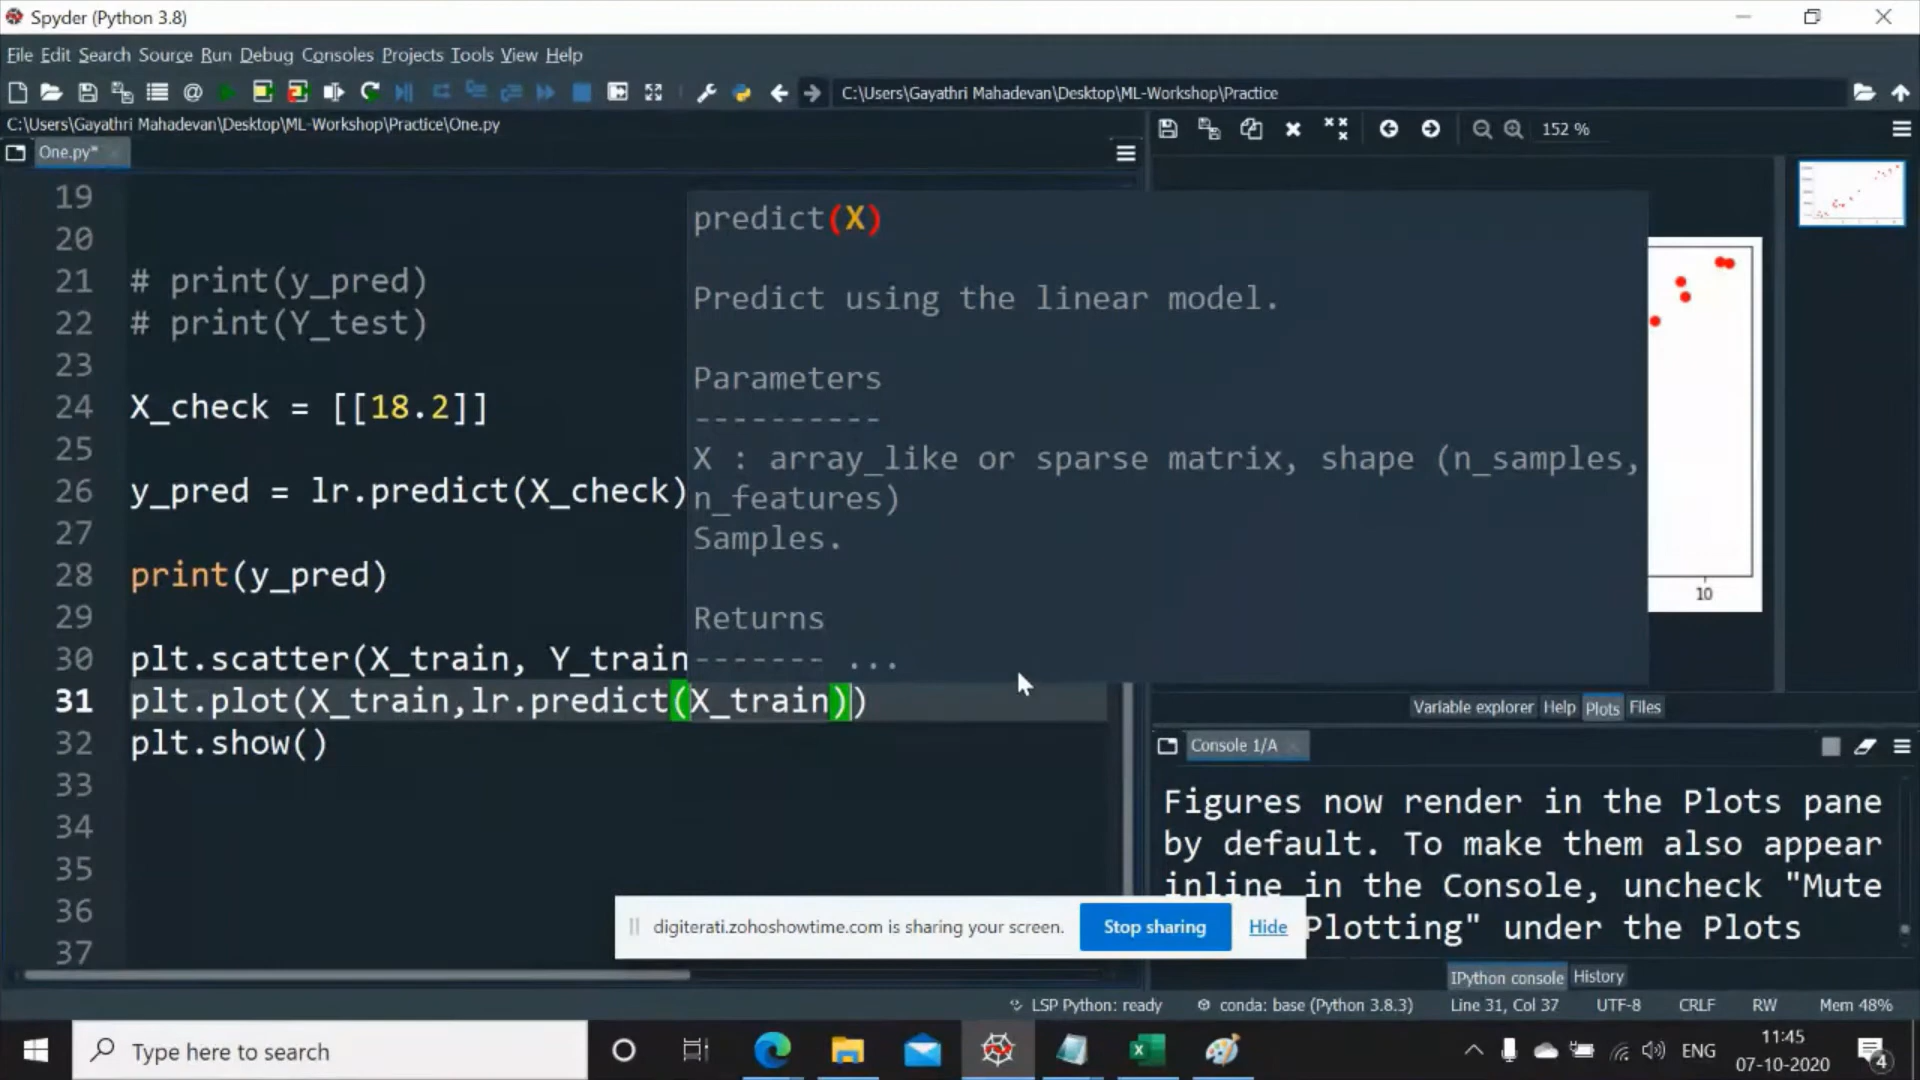 Spyder (Python 3.8)
File Edit Search Source Run Debug Consoles Projects Tools View Help
C:\Users\Gayathri Mahadevan\Desktop\ML-Workshop\Practice
C:\Users\Gayathri Mahadevan\Desktop\ML-Workshop\Practice\One.py
152 %
One.py*
19
20
21 # print(y_pred)
22 # print(Y_test)
23
24 X_check = [[18.2]]
25
26 y_pred = lr.predict(X_check)
27
28 print(y_pred)
29
30 plt.scatter(X_train, Y_train
31 plt.plot(X_train,lr.predict(X_train))
32 plt.show()
33
34
35
36
37
predict(X)
Predict using the linear model.
Parameters
----------
X : array_like or sparse matrix, shape (n_samples,
n_features)
Samples.
Returns
------- ...
10
Variable explorer Help Plots Files
Console 1/A
Figures now render in the Plots pane
by default. To make them also appear
inline in the Console, uncheck "Mute
Plotting" under the Plots
digiterati.zohoshowtime.com is sharing your screen. Stop sharing Hide
IPython console History
LSP Python: ready conda: base (Python 3.8.3) Line 31, Col 37 UTF-8 CRLF RW Mem 48%
Type here to search
ENG
11:45
07-10-2020
4